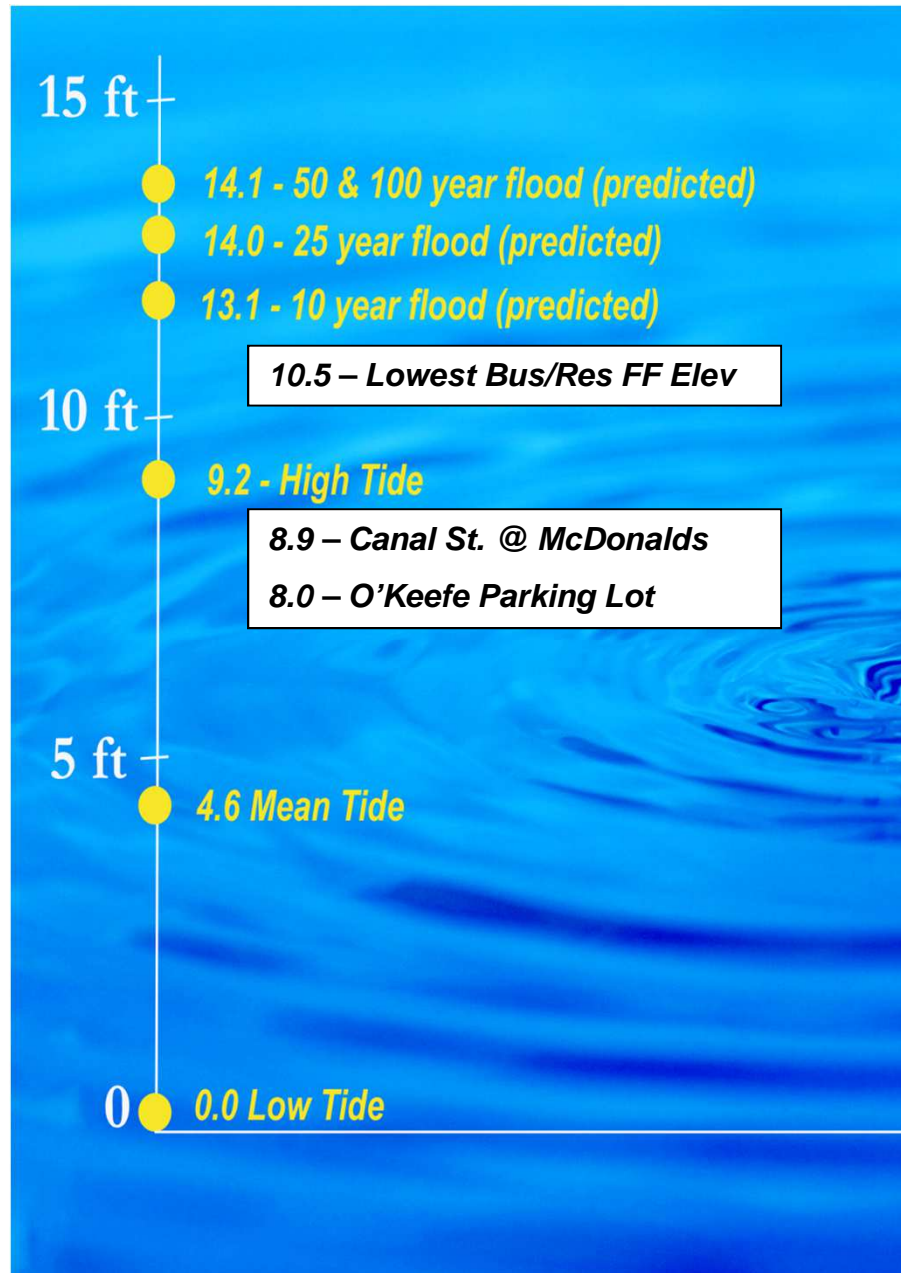 15 ft
14.1 - 50 & 100 year flood (predicted)
14.0 - 25 year flood (predicted)
13.1 - 10 year flood (predicted)
10.5 – Lowest Bus/Res FF Elev
10 ft
9.2 - High Tide
8.9 – Canal St. @ McDonalds
8.0 – O’Keefe Parking Lot
5 ft
4.6 Mean Tide
0
0.0 Low Tide